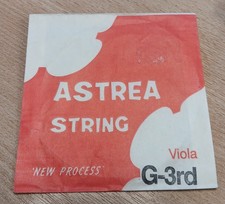 ASTREA
STRING
'NEW PROCESS'
Viola
G-3rd